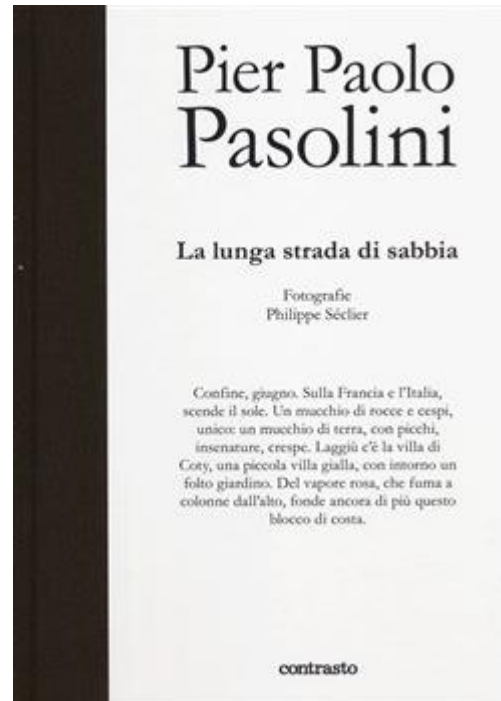 Pier Paolo
Pasolini
La lunga strada di sabbia
Fotografie
Philippe Séclier
Confine, giugno. Sulla Francia e l'Italia,
scende il sole. Un mucchio di rocce e cespi,
unico: un mucchio di terra, con picchi,
insenature, crespe. Laggiù c'è la villa di
Coty, una piccola villa gialla, con intorno un
folto giardino. Del vapore rosa, che fuma a
colonne dall'alto, fonde ancora di più questo
blocco di costa.
contrasto